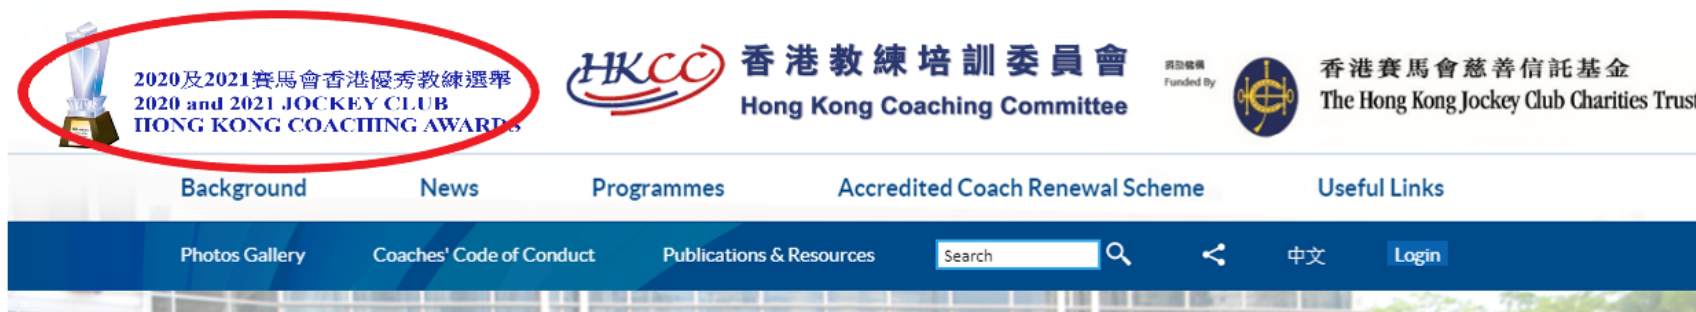 2020及2021賽馬會香港優秀教練選舉
2020 and 2021 JOCKEY CLUB
HONG KONG COACHING AWARDS
HKCC
香港教練培訓委員會
Hong Kong Coaching Committee
捐助機構
Funded By
香港賽馬會慈善信託基金
The Hong Kong Jockey Club Charities Trust
Background News Programmes Accredited Coach Renewal Scheme Useful Links
Photos Gallery Coaches' Code of Conduct Publications & Resources Search 中文 Login